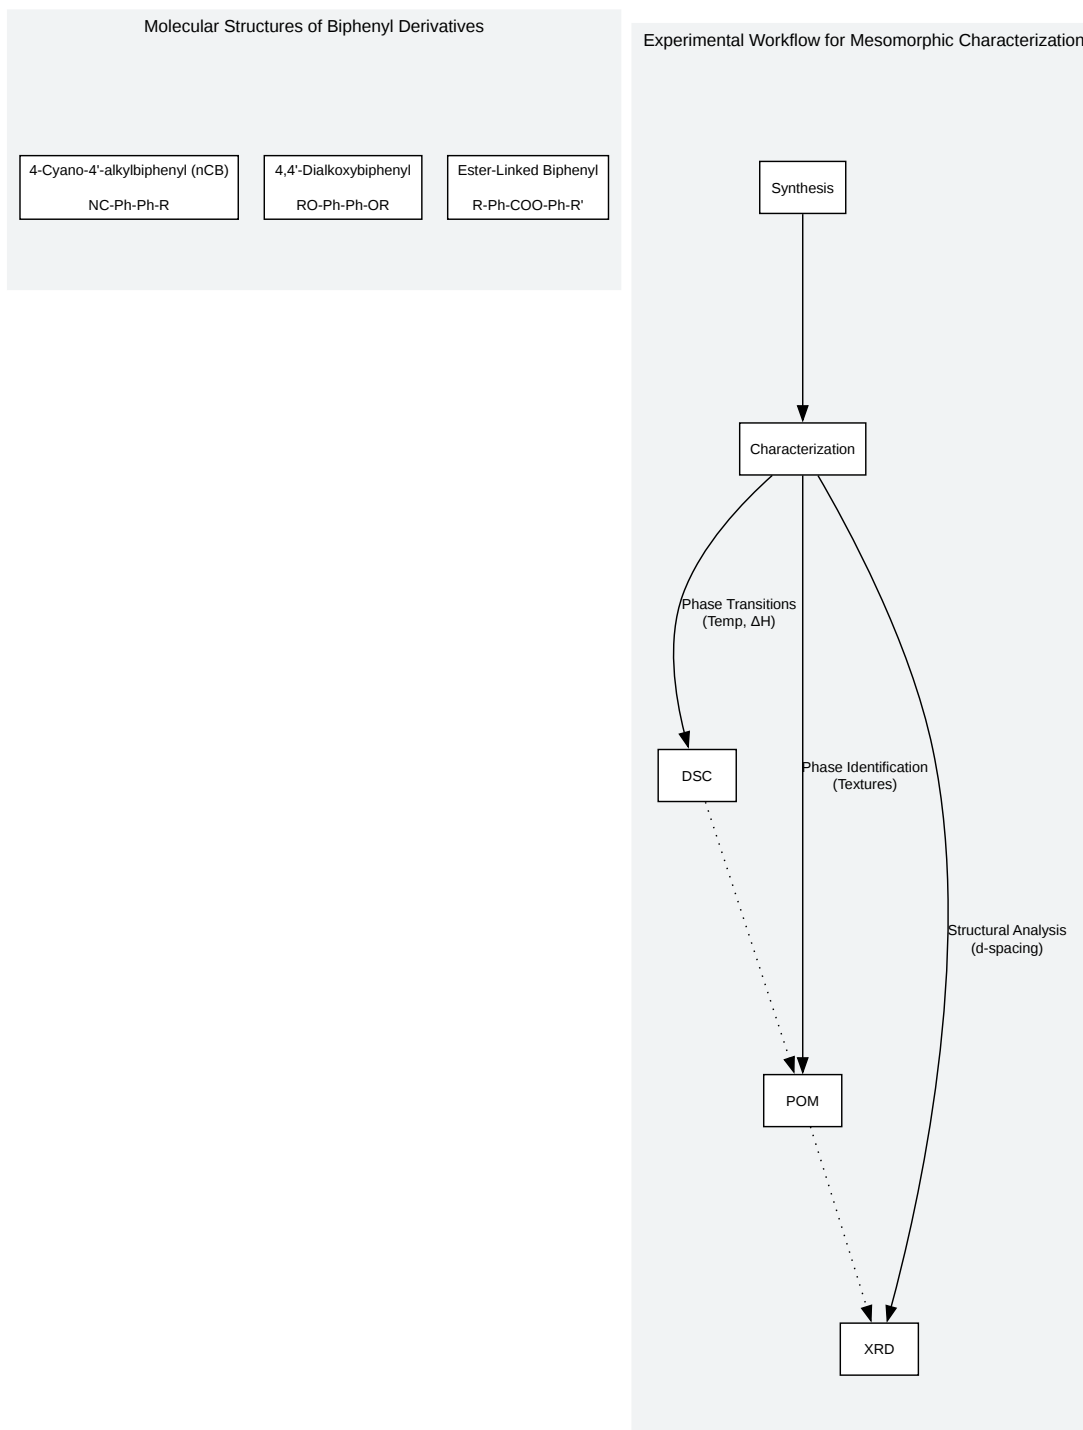 Molecular Structures of Biphenyl Derivatives
4-Cyano-4'-alkylbiphenyl (nCB)
NC-Ph-Ph-R
4,4'-Dialkoxybiphenyl
RO-Ph-Ph-OR
Ester-Linked Biphenyl
R-Ph-COO-Ph-R'
Experimental Workflow for Mesomorphic Characterization
Synthesis
Characterization
Phase Transitions
(Temp, ΔH)
DSC
Phase Identification
(Textures)
Structural Analysis
(d-spacing)
POM
XRD